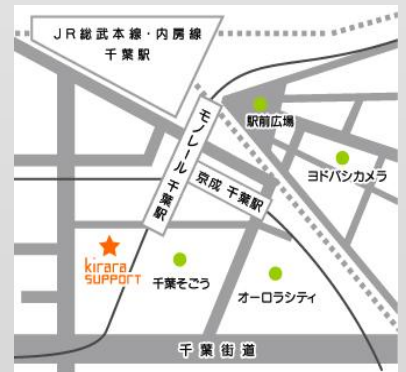 JR総武本線・内房線
千葉駅
モノレール 千葉駅
駅前広場
ヨドバシカメラ
京成 千葉駅
kirara
SUPPORT
千葉そごう
オーロラシティ
千葉街道